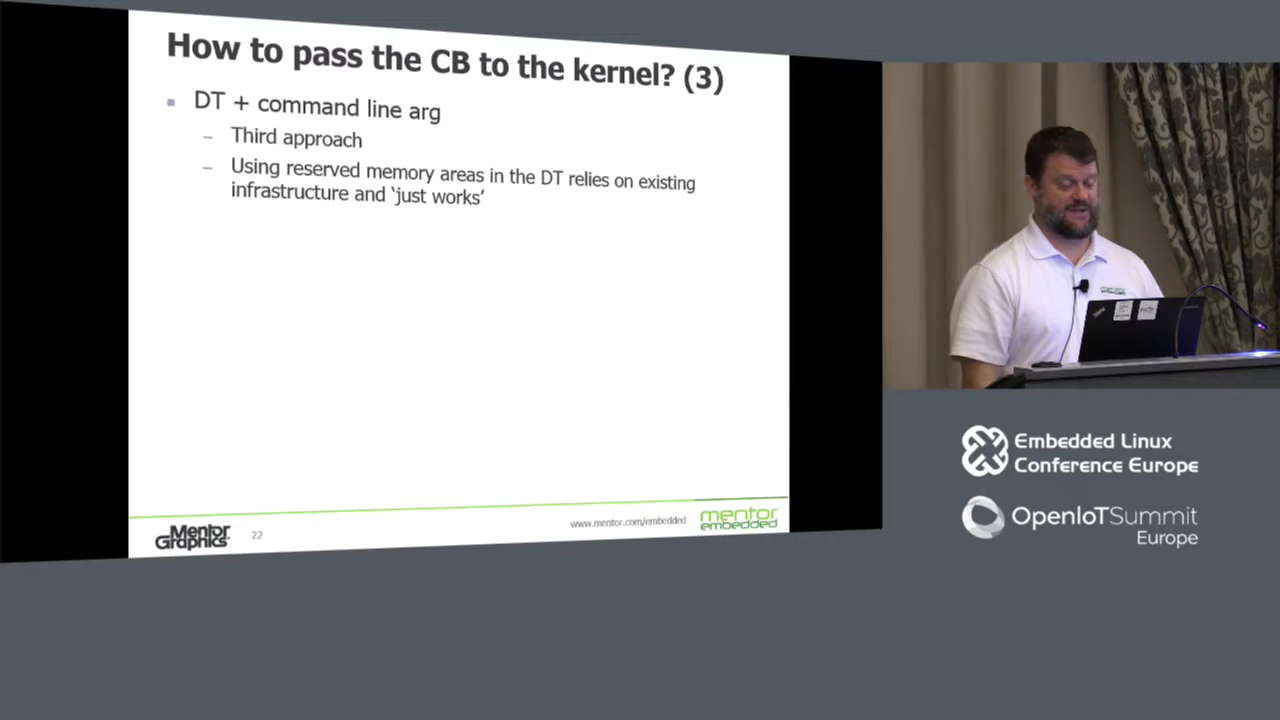 How to pass the CB to the kernel? (3)
DT + command line arg
– Third approach
– Using reserved memory areas in the DT relies on existing
infrastructure and ‘just works’
Mentor
Graphics
22
www.mentor.com/embedded
mentor
embedded
Embedded Linux
Conference Europe
OpenIoTSummit
Europe